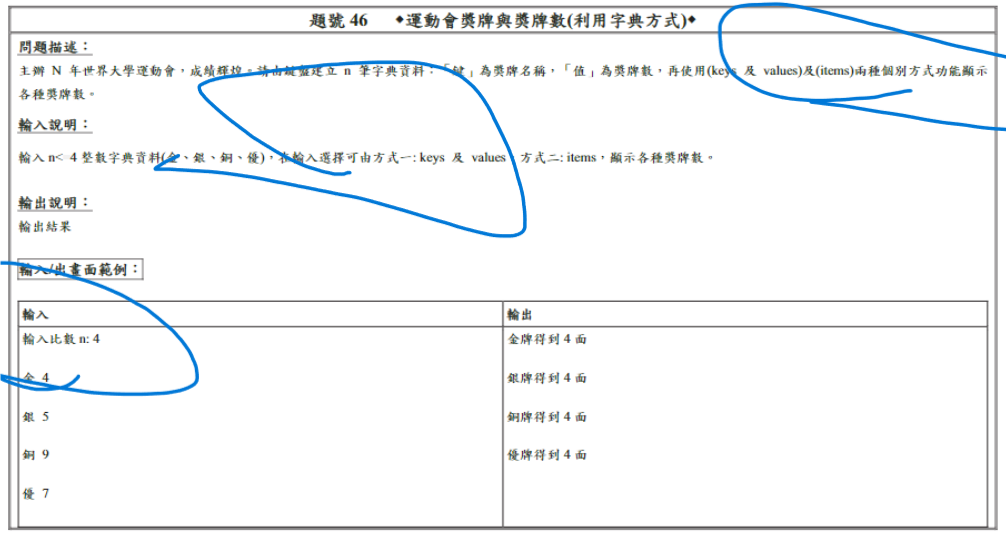 題號 46 ◆運動會獎牌與獎牌數(利用字典方式)◆
問題描述：
主辦 N 年世界大學運動會，成績輝煌。請由鍵盤建立 n 筆字典資料：「鍵」為獎牌名稱，「值」為獎牌數，再使用(keys 及 values)及(items)兩種個別方式功能顯示
各種獎牌數。
輸入說明：
輸入 n< 4 整數字典資料(金、銀、銅、優)，在輸入選擇可由方式一: keys 及 values 方式二: items，顯示各種獎牌數。
輸出說明：
輸出結果
輸入/出畫面範例：
輸入 輸出
輸入比數 n: 4 金牌得到 4 面
金 4 銀牌得到 4 面
銀 5 銅牌得到 4 面
銅 9 優牌得到 4 面
優 7